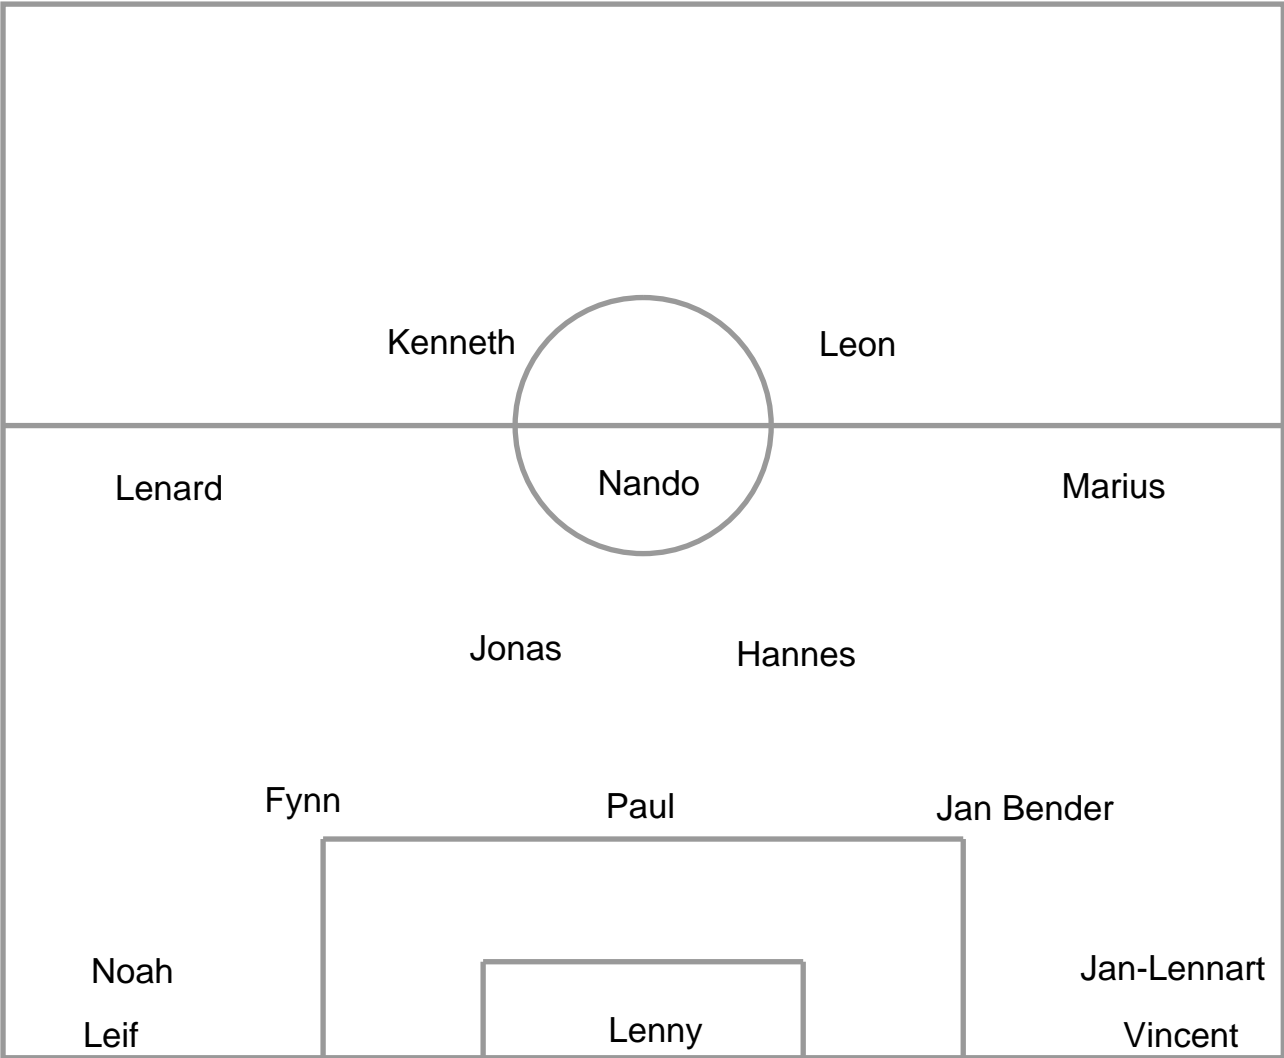 Kenneth
Leon
Lenard
Nando
Marius
Jonas
Hannes
Fynn
Paul
Jan Bender
Noah
Jan-Lennart
Leif
Lenny
Vincent